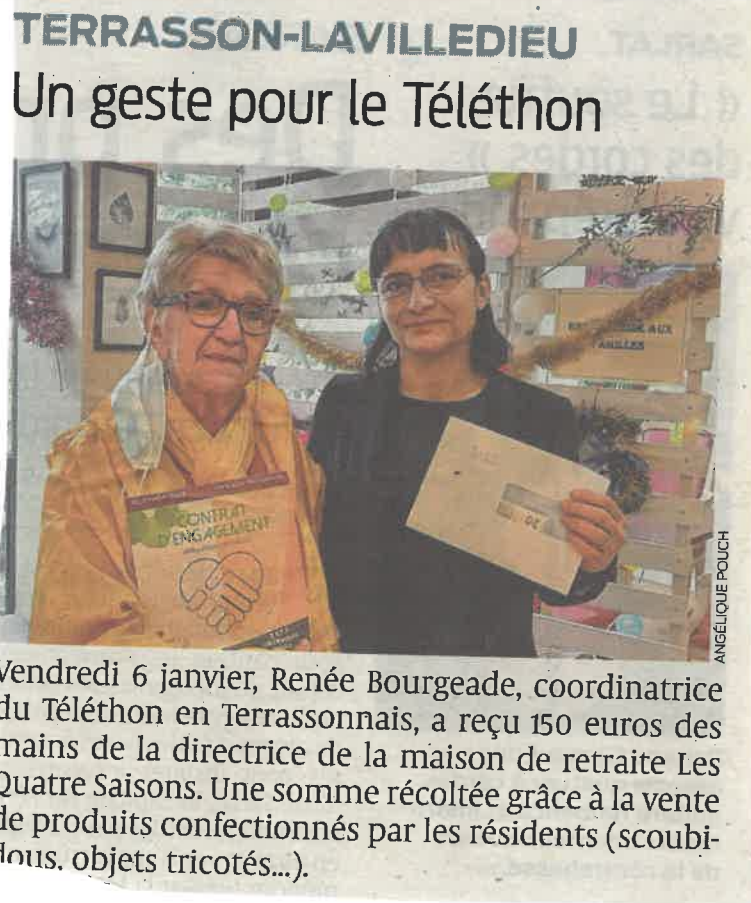 TERRASSON-LAVILLEDIEU
Un geste pour le Téléthon
CONTRAT
D'ENGAGEMENT
ANGÉLIQUE POUCH
Vendredi 6 janvier, Renée Bourgeade, coordinatrice
du Téléthon en Terrassonnais, a reçu 150 euros des
mains de la directrice de la maison de retraite Les
Quatre Saisons. Une somme récoltée grâce à la vente
de produits confectionnés par les résidents (scoubi-
dous, objets tricotés...).